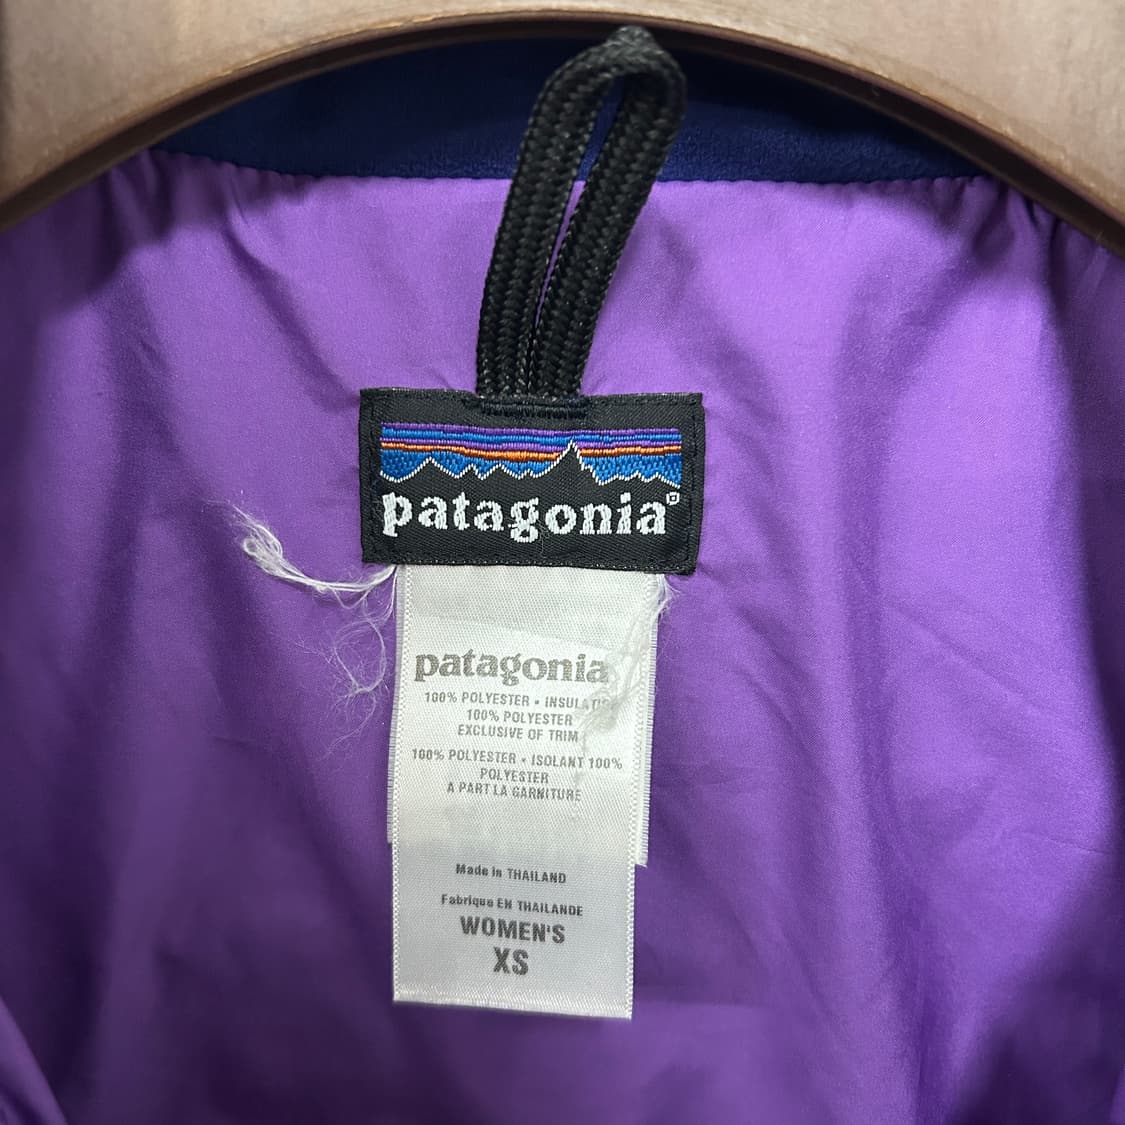 patagonia®
patagonia
100% POLYESTER • INSULATION
100% POLYESTER
EXCLUSIVE OF TRIM
100% POLYESTER • ISOLANT 100%
POLYESTER
A PART LA GARNITURE
Made in THAILAND
Fabrique EN THAILANDE
WOMEN'S
XS